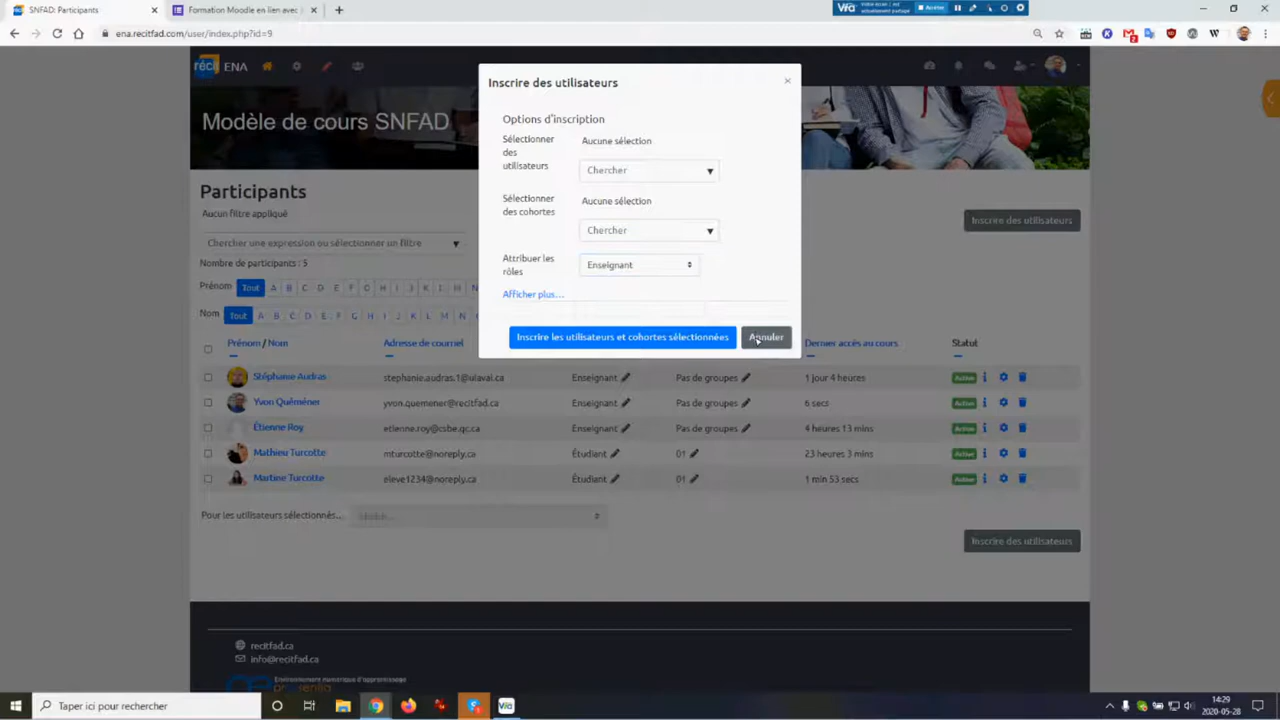 SNFAD: Participants
Formation Moodle en lien avec
ena.recitfad.com/user/index.php?id=9
récit ENA
Modèle de cours SNFAD
Inscrire des utilisateurs
Options d'inscription
Sélectionner des utilisateurs
Aucune sélection
Chercher
Sélectionner des cohortes
Aucune sélection
Chercher
Attribuer les rôles
Enseignant
Afficher plus...
Inscrire les utilisateurs et cohortes sélectionnées
Annuler
Participants
Aucun filtre appliqué
Inscrire des utilisateurs
Chercher une expression ou sélectionner un filtre
Nombre de participants : 5
Prénom Tout A B C D E F G H I J K L M N
Nom Tout A B C D E F G H I J K L M N
Prénom / Nom Adresse de courriel Dernier accès au cours Statut
Stéphanie Audras stephanie.audras.1@ulaval.ca Enseignant Pas de groupes 1 jour 4 heures Active
Yvon Quéméner yvon.quemener@recitfad.ca Enseignant Pas de groupes 6 secs Active
Étienne Roy etienne.roy@csbe.qc.ca Enseignant Pas de groupes 4 heures 13 mins Active
Mathieu Turcotte mturcotte@noreply.ca Étudiant 01 23 heures 3 mins Active
Martine Turcotte eleve1234@noreply.ca Étudiant 01 1 min 53 secs Active
Pour les utilisateurs sélectionnés...
Inscrire des utilisateurs
recitfad.ca
info@recitfad.ca
Environnement numérique d'apprentissage
Taper ici pour rechercher
Via
14:29
2020-05-28